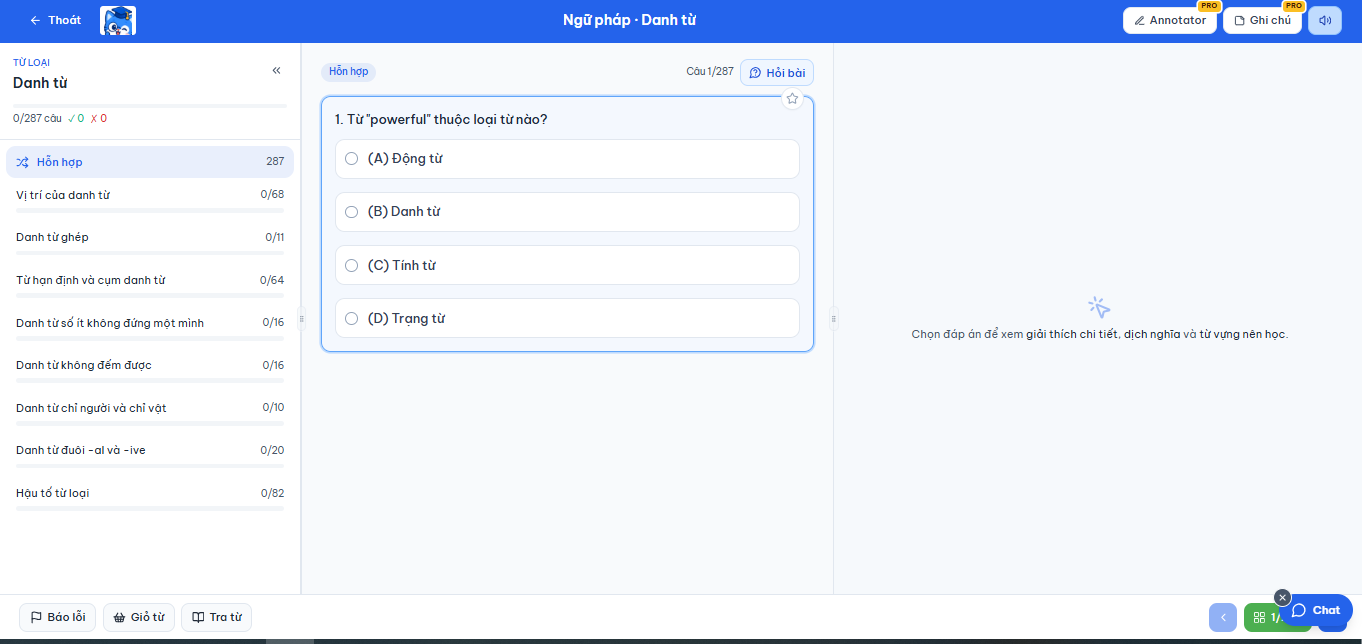 Thoát
Ngữ pháp · Danh từ
Annotator
PRO
Ghi chú
PRO
TỪ LOẠI
Danh từ
0/287 câu ✓ 0 ✗ 0
Hỗn hợp 287
Vị trí của danh từ 0/68
Danh từ ghép 0/11
Từ hạn định và cụm danh từ 0/64
Danh từ số ít không đứng một mình 0/16
Danh từ không đếm được 0/16
Danh từ chỉ người và chỉ vật 0/10
Danh từ đuôi -al và -ive 0/20
Hậu tố từ loại 0/82
Hỗn hợp
Câu 1/287
Hỏi bài
1. Từ "powerful" thuộc loại từ nào?
(A) Động từ
(B) Danh từ
(C) Tính từ
(D) Trạng từ
Chọn đáp án để xem giải thích chi tiết, dịch nghĩa và từ vựng nên học.
Báo lỗi
Giỏ từ
Tra từ
Chat